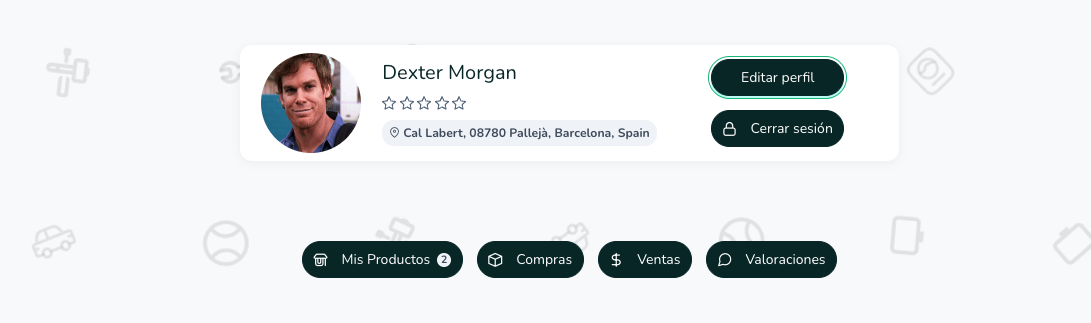 Dexter Morgan
Editar perfil
Cal Labert, 08780 Pallejà, Barcelona, Spain
Cerrar sesión
Mis Productos 2
Compras
Ventas
Valoraciones